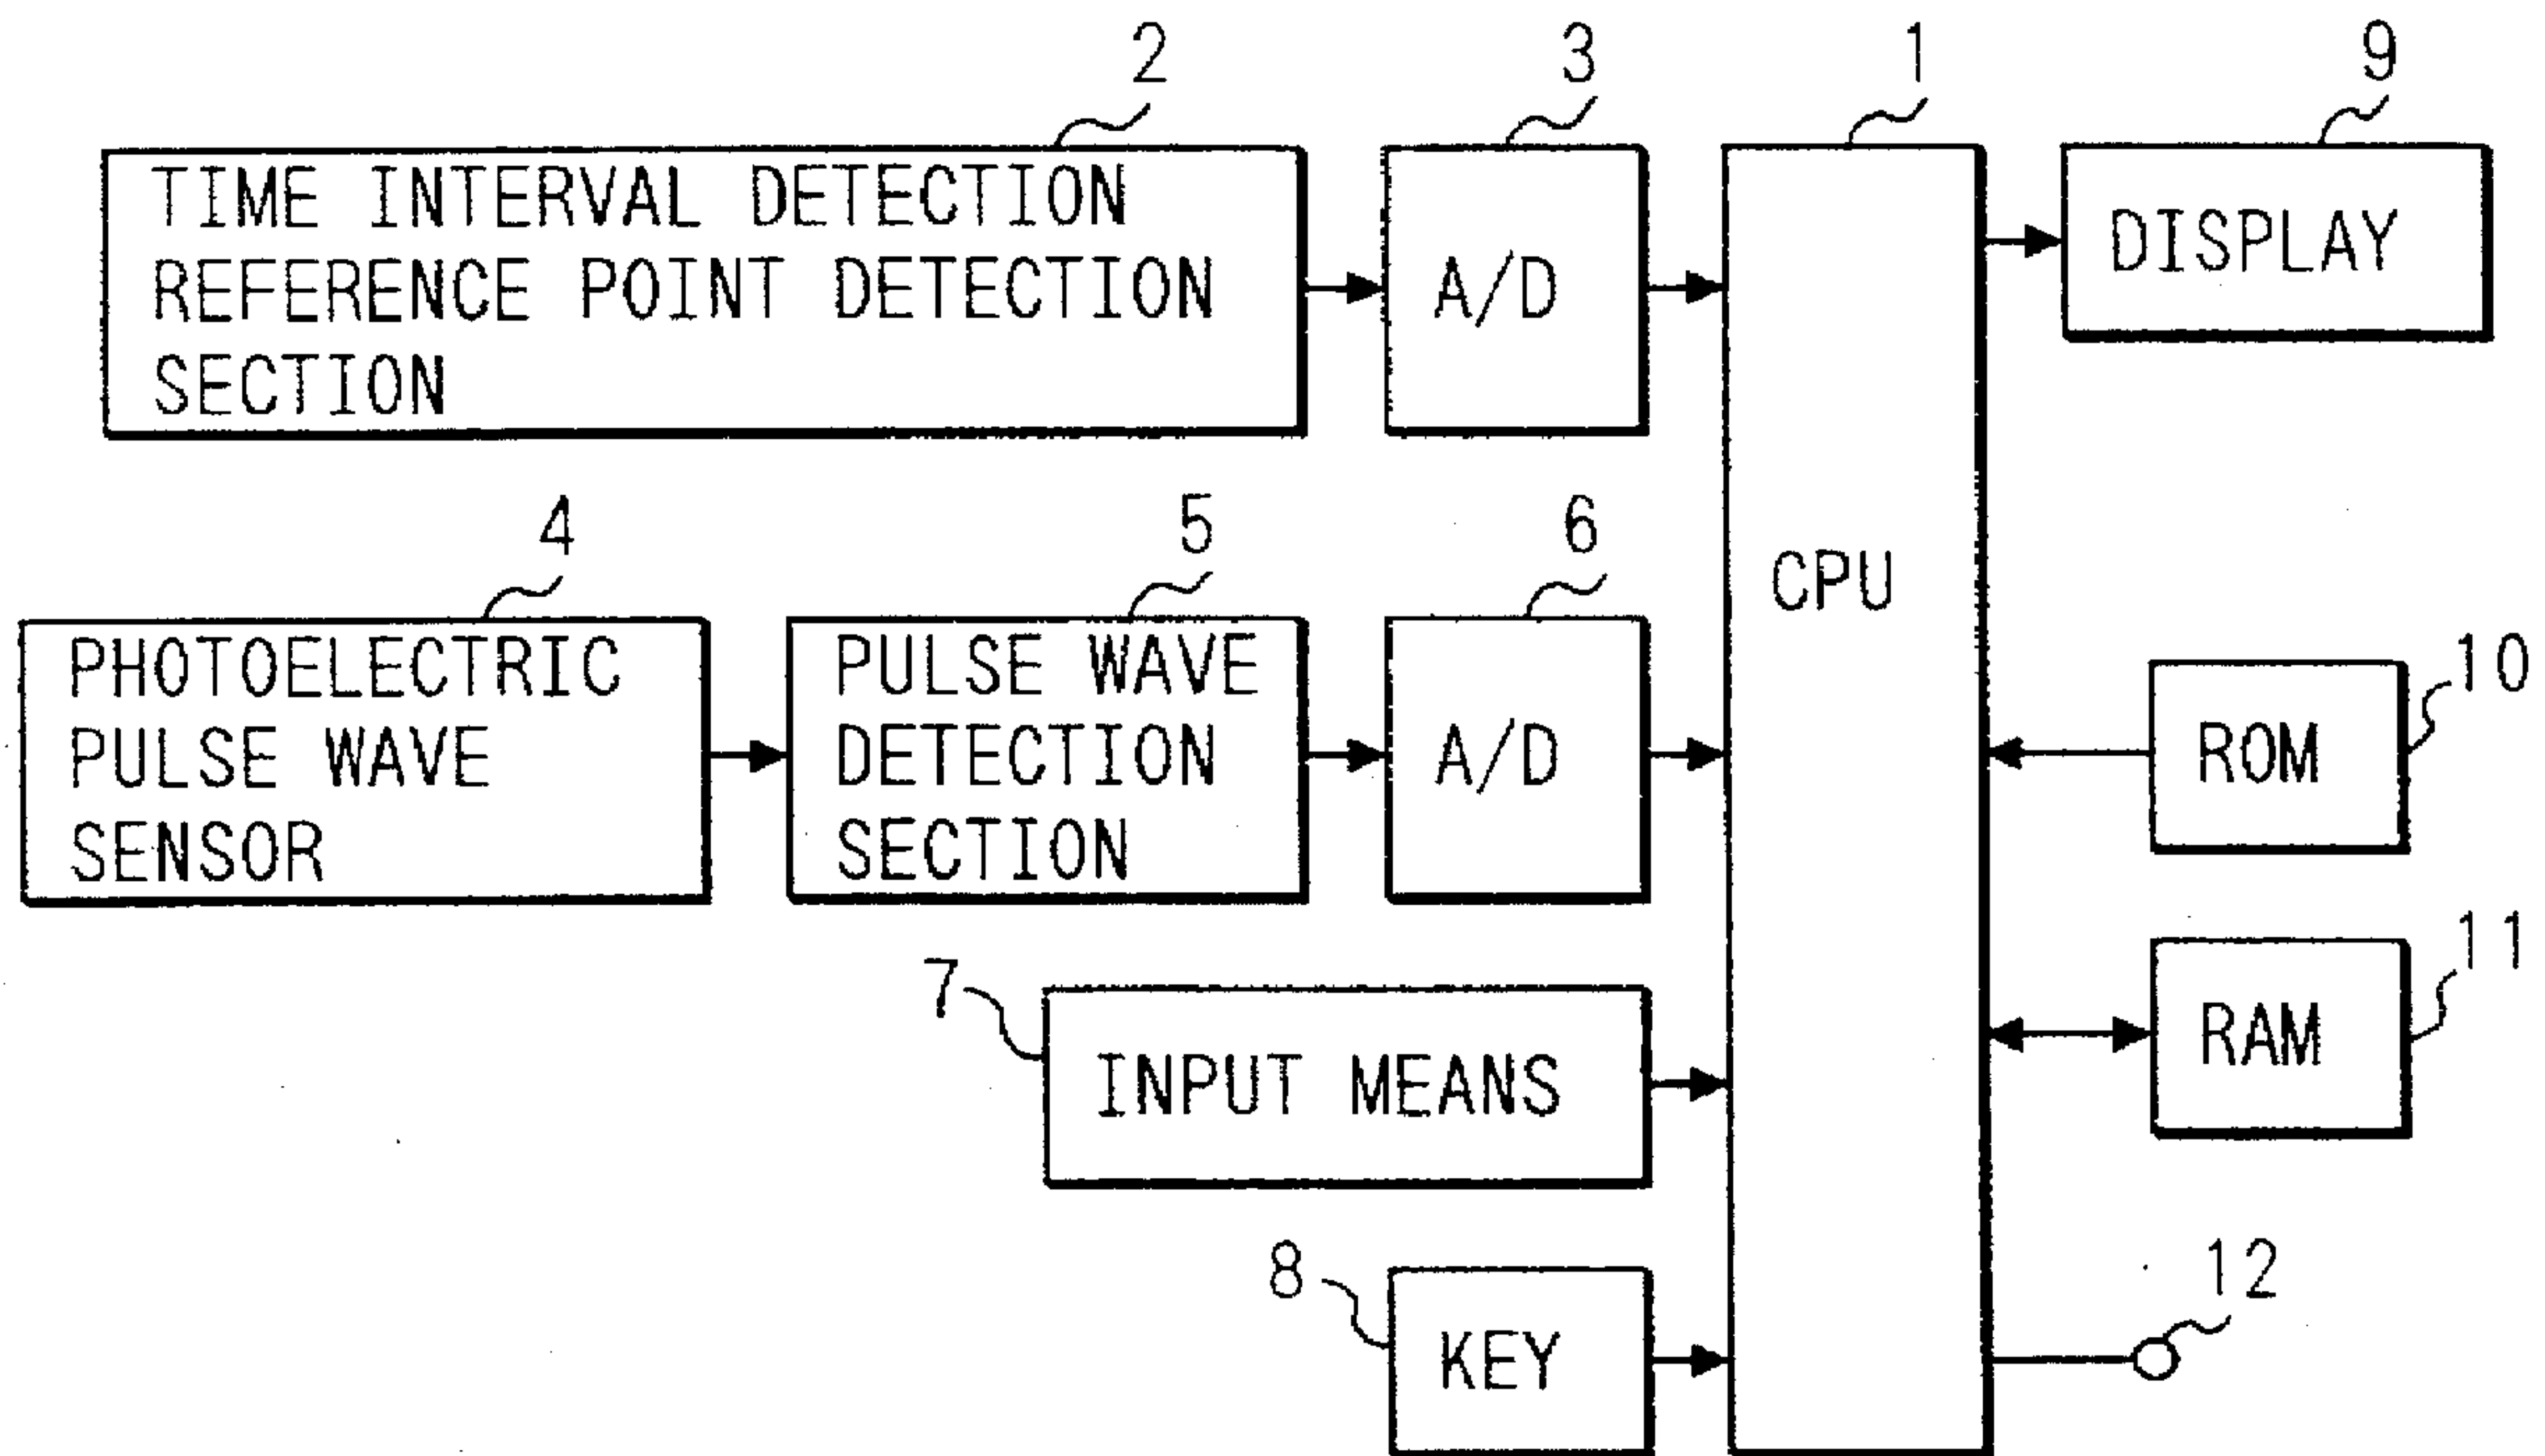 2
3
1
9
TIME INTERVAL DETECTION
REFERENCE POINT DETECTION
SECTION
A/D
DISPLAY
4
5
6
CPU
PHOTOELECTRIC
PULSE WAVE
SENSOR
PULSE WAVE
DETECTION
SECTION
A/D
10
ROM
7
INPUT MEANS
11
RAM
8
KEY
12